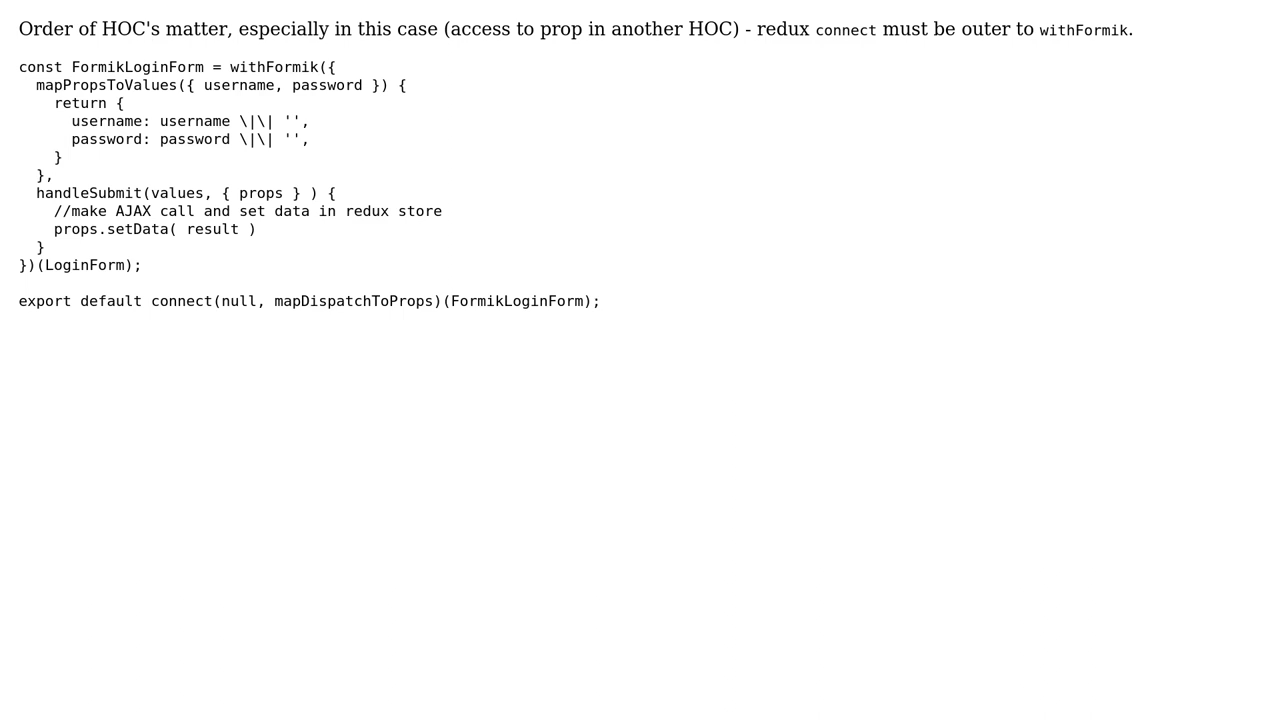 Order of HOC's matter, especially in this case (access to prop in another HOC) - redux connect must be outer to withFormik.
const FormikLoginForm = withFormik({
  mapPropsToValues({ username, password }) {
    return {
      username: username \|\| '',
      password: password \|\| '',
    }
  },
  handleSubmit(values, { props } ) {
    //make AJAX call and set data in redux store
    props.setData( result )
  }
})(LoginForm);

export default connect(null, mapDispatchToProps)(FormikLoginForm);